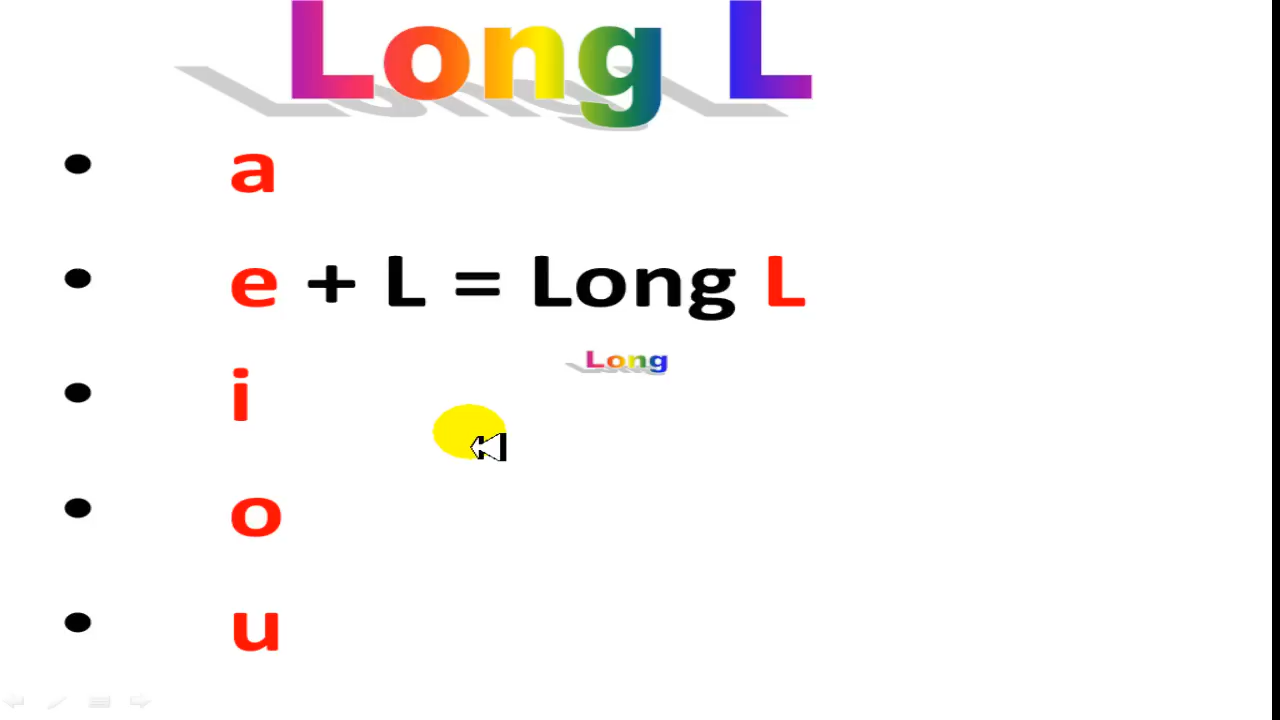 Long L
• a
• e + L = Long L
Long
• i
• o
• u